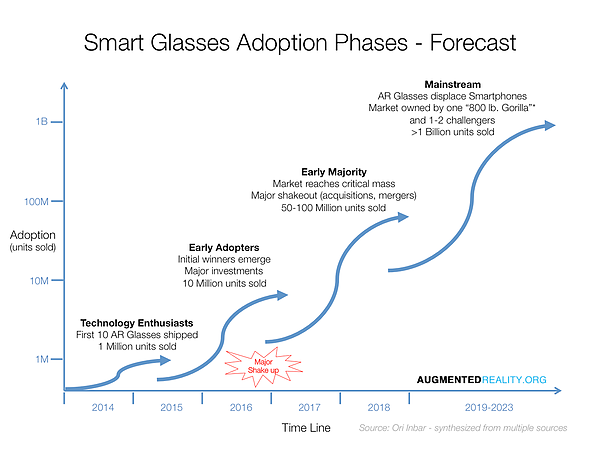 Smart Glasses Adoption Phases - Forecast
Mainstream
AR Glasses displace Smartphones
Market owned by one “800 lb. Gorilla”*
and 1-2 challengers
>1 Billion units sold
1B
Early Majority
Market reaches critical mass
Major shakeout (acquisitions, mergers)
50-100 Million units sold
100M
Adoption
(units sold)
Early Adopters
Initial winners emerge
Major investments
10 Million units sold
10M
Technology Enthusiasts
First 10 AR Glasses shipped
1 Million units sold
1M
Major
Shake up
AUGMENTEDREALITY.ORG
2014
2015
2016
2017
2018
2019-2023
Time Line
Source: Ori Inbar - synthesized from multiple sources